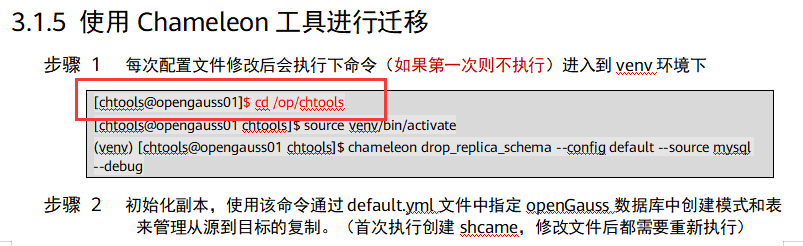 3.1.5 使用 Chameleon 工具进行迁移
步骤 1 每次配置文件修改后会执行下命令（如果第一次则不执行）进入到 venv 环境下
[chtools@opengauss01]$ cd /op/chtools
[chtools@opengauss01 chtools]$ source venv/bin/activate
(venv) [chtools@opengauss01 chtools]$ chameleon drop_replica_schema --config default --source mysql
--debug
步骤 2 初始化副本，使用该命令通过 default.yml 文件中指定 openGauss 数据库中创建模式和表
来管理从源到目标的复制。（首次执行创建 shcame，修改文件后都需要重新执行）